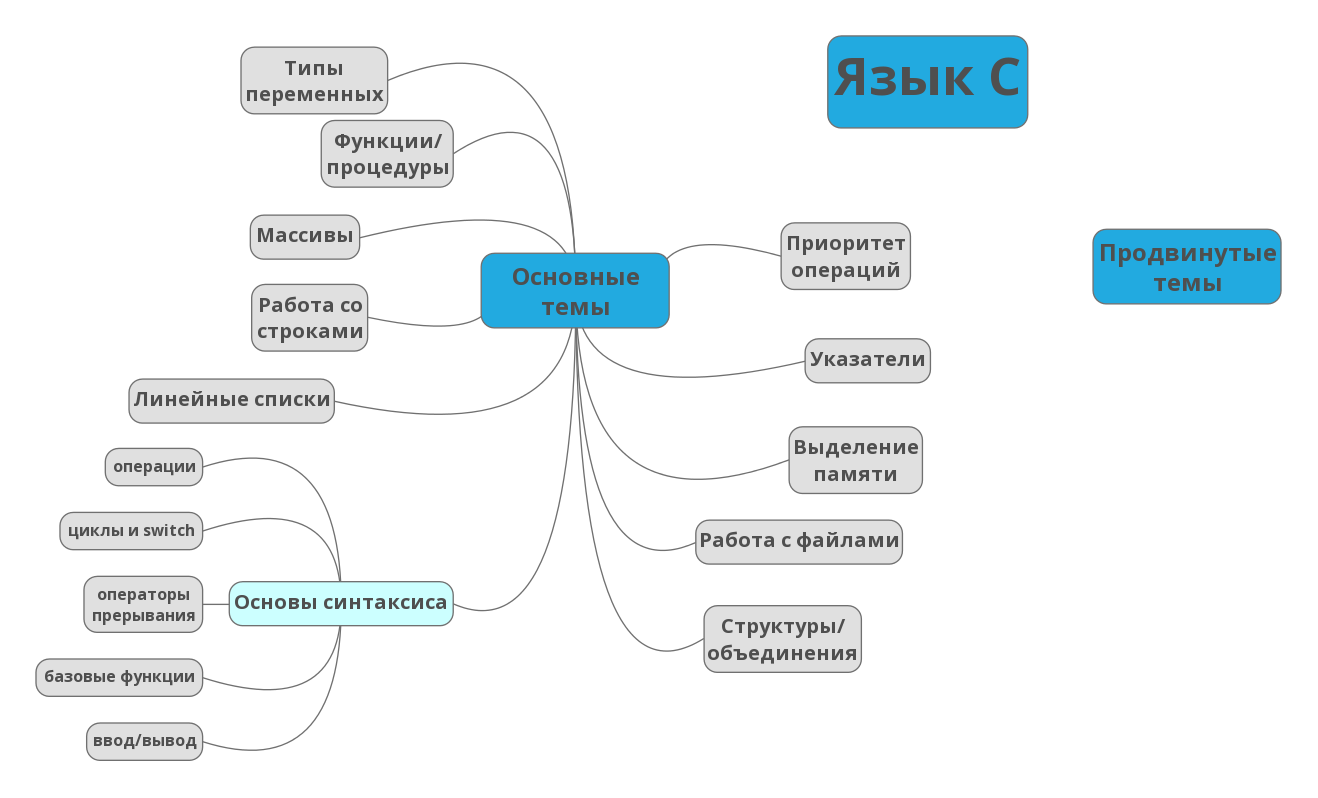 Язык C
Типы
переменных
Функции/
процедуры
Массивы
Работа со
строками
Линейные списки
Основные
темы
Приоритет
операций
Указатели
Выделение
памяти
Работа с файлами
Структуры/
объединения
Продвинутые
темы
Основы синтаксиса
операции
циклы и switch
операторы
прерывания
базовые функции
ввод/вывод